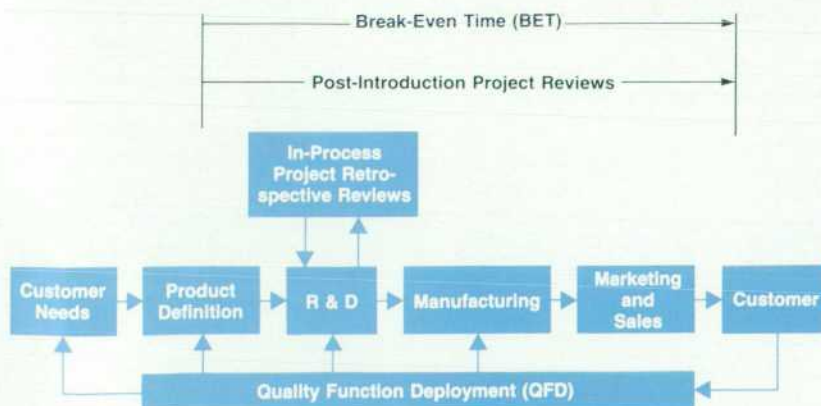 Break-Even Time (BET)
Post-Introduction Project Reviews
In-Process
Project Retro-
spective Reviews
Customer
Needs
Product
Definition
R & D
Manufacturing
Marketing
and
Sales
Customer
Quality Function Deployment (QFD)